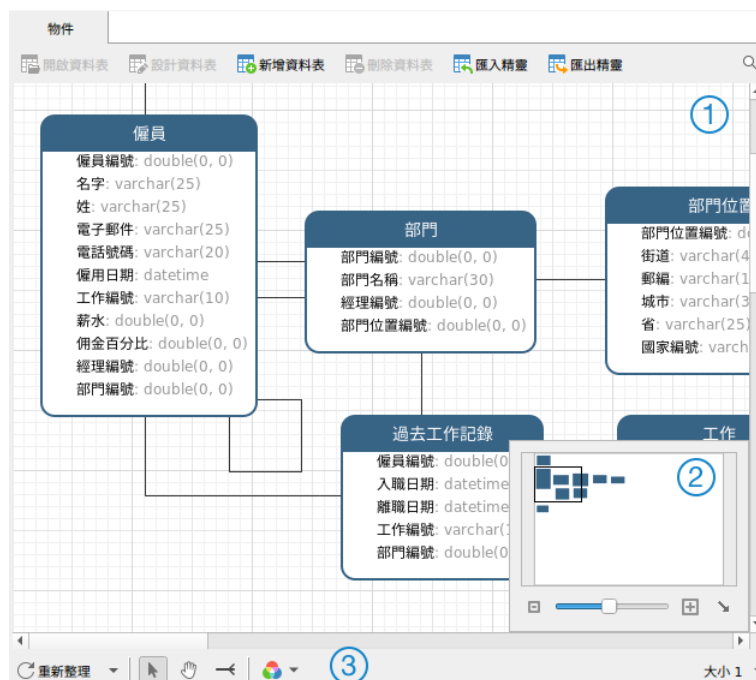 物件
開啟資料表 設計資料表 新增資料表 刪除資料表 匯入精靈 匯出精靈
1
僱員
僱員編號: double(0, 0)
名字: varchar(25)
姓: varchar(25)
電子郵件: varchar(25)
電話號碼: varchar(20)
僱用日期: datetime
工作編號: varchar(10)
薪水: double(0, 0)
佣金百分比: double(0, 0)
經理編號: double(0, 0)
部門編號: double(0, 0)
部門
部門編號: double(0, 0)
部門名稱: varchar(30)
經理編號: double(0, 0)
部門位置編號: double(0, 0)
部門位置
部門位置編號: d
街道: varchar(4
郵編: varchar(1
城市: varchar(3
省: varchar(25)
國家編號: varch
過去工作記錄
僱員編號: double(0
入職日期: datetime
離職日期: datetime
工作編號: varchar(
部門編號: double(0
工作
2
重新整理
3
大小 1